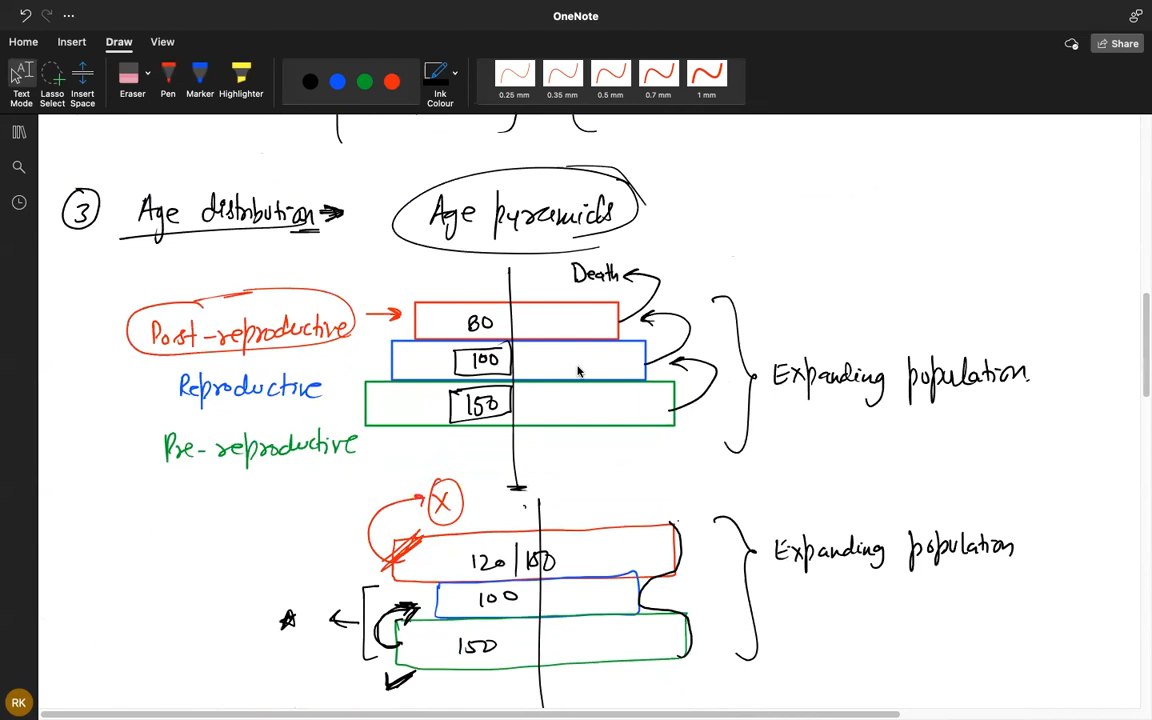 OneNote
Home Insert Draw View
Share
Text Mode
Lasso Select
Insert Space
Eraser
Pen
Marker
Highlighter
Ink Colour
0.25 mm
0.35 mm
0.5 mm
0.7 mm
1 mm
3 Age distribution → Age pyramids
Death
Post-reproductive → 80
Reproductive 100
Expanding population.
150
Pre-reproductive
X
120/150
Expanding population
100
150
RK